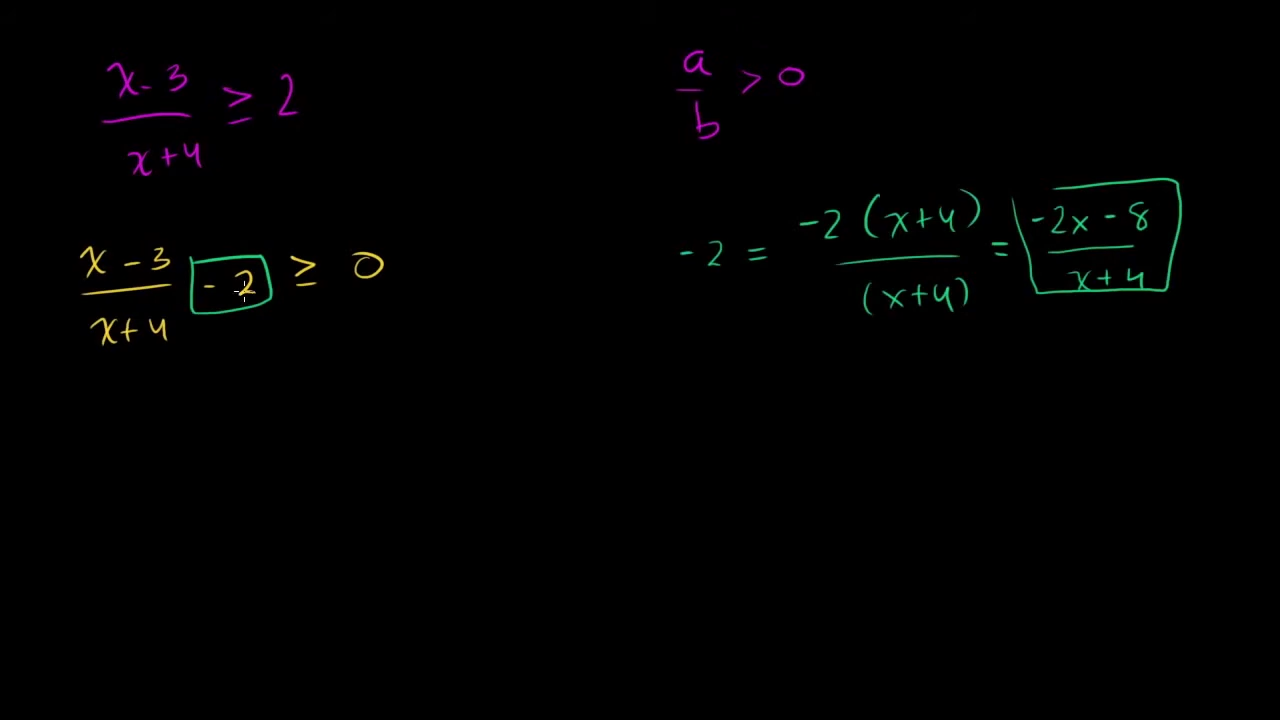 x - 3
x + 4
≥ 2
a
b
> 0
x - 3
x + 4
- 2 ≥ 0
-2 =
-2 (x+4)
(x+4)
=
-2x - 8
x + 4